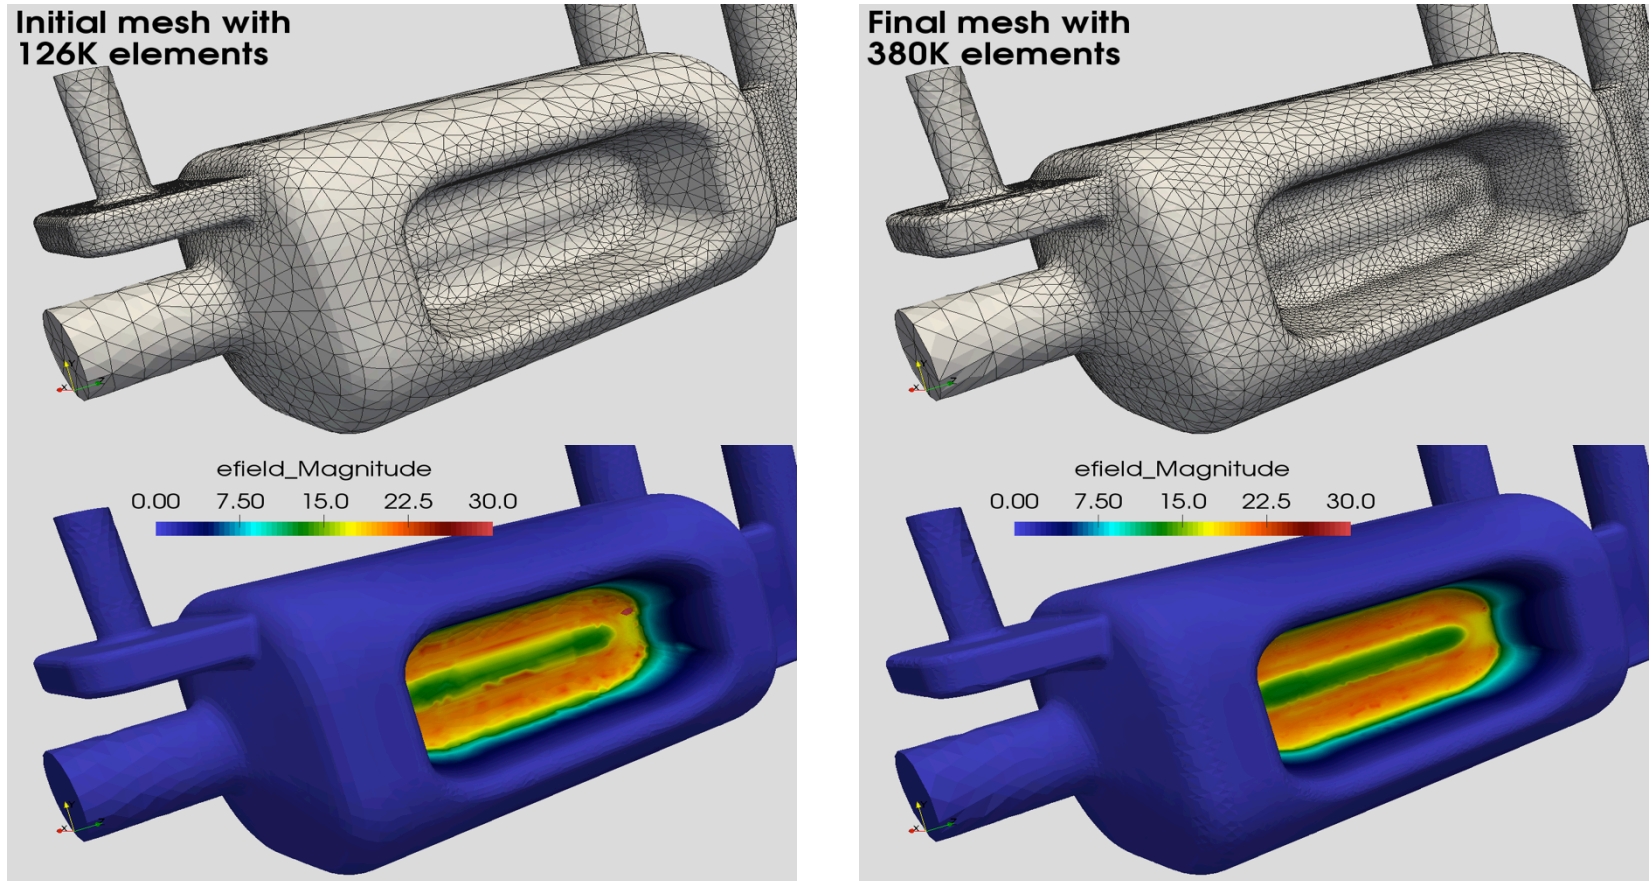 Initial mesh with
126K elements
Final mesh with
380K elements
Y
X
Z
Y
X
Z
efield_Magnitude
0.00 7.50 15.0 22.5 30.0
efield_Magnitude
0.00 7.50 15.0 22.5 30.0
Y
X
Z
Y
X
Z